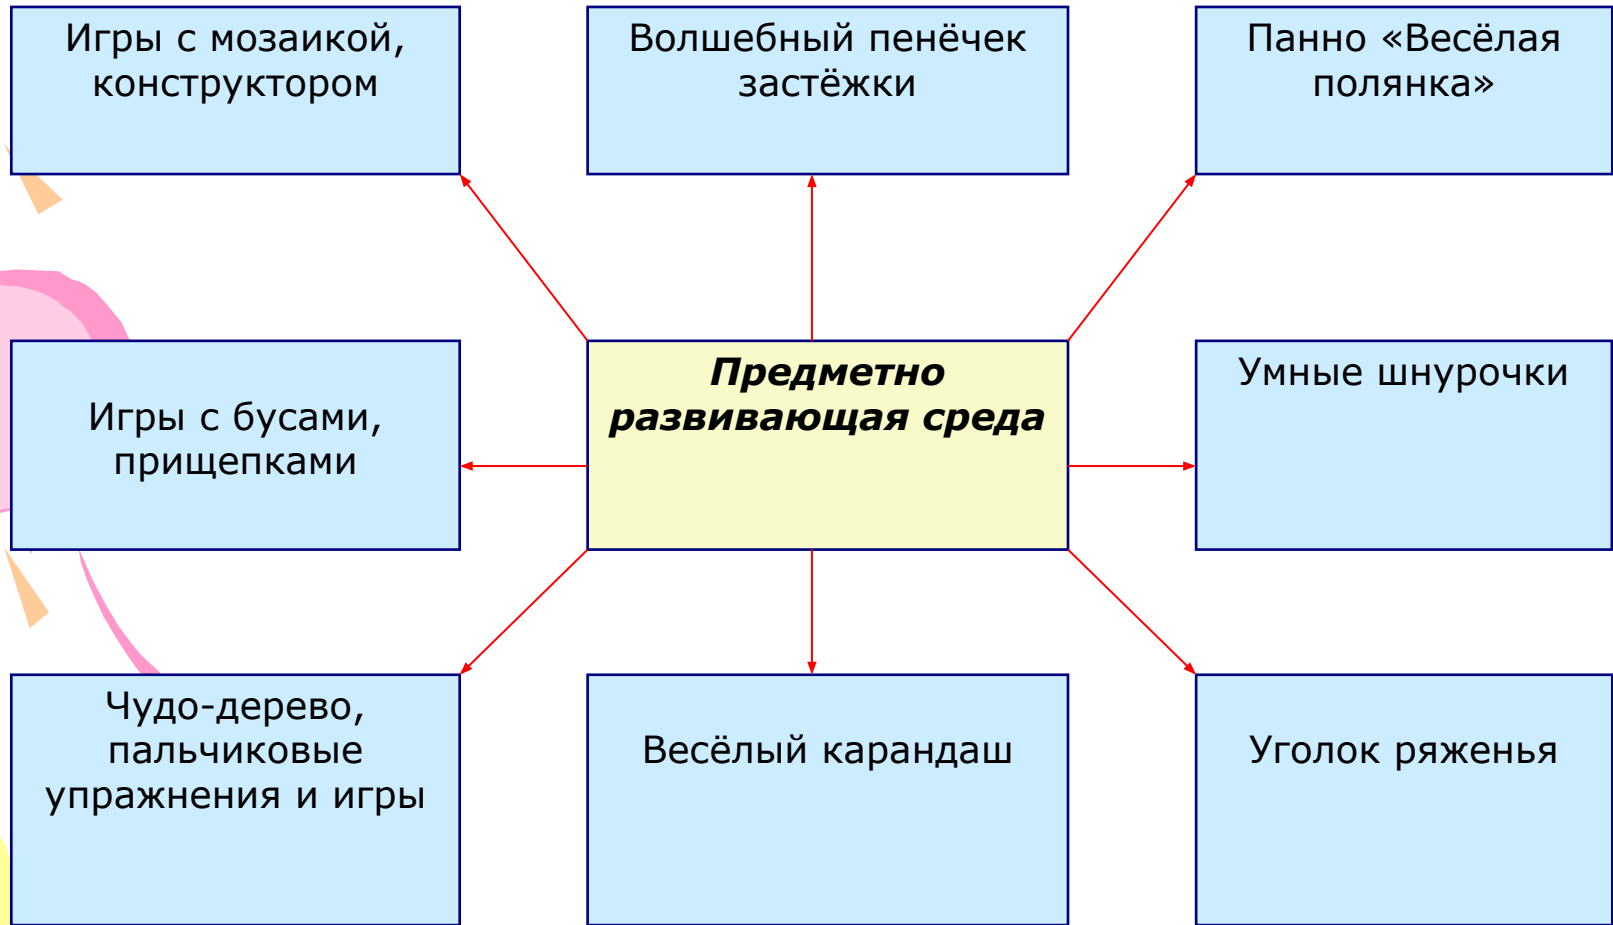 Игры с мозаикой,
конструктором
Волшебный пенёчек
застёжки
Панно «Весёлая
полянка»
Игры с бусами,
прищепками
Предметно
развивающая среда
Умные шнурочки
Чудо-дерево,
пальчиковые
упражнения и игры
Весёлый карандаш
Уголок ряженья